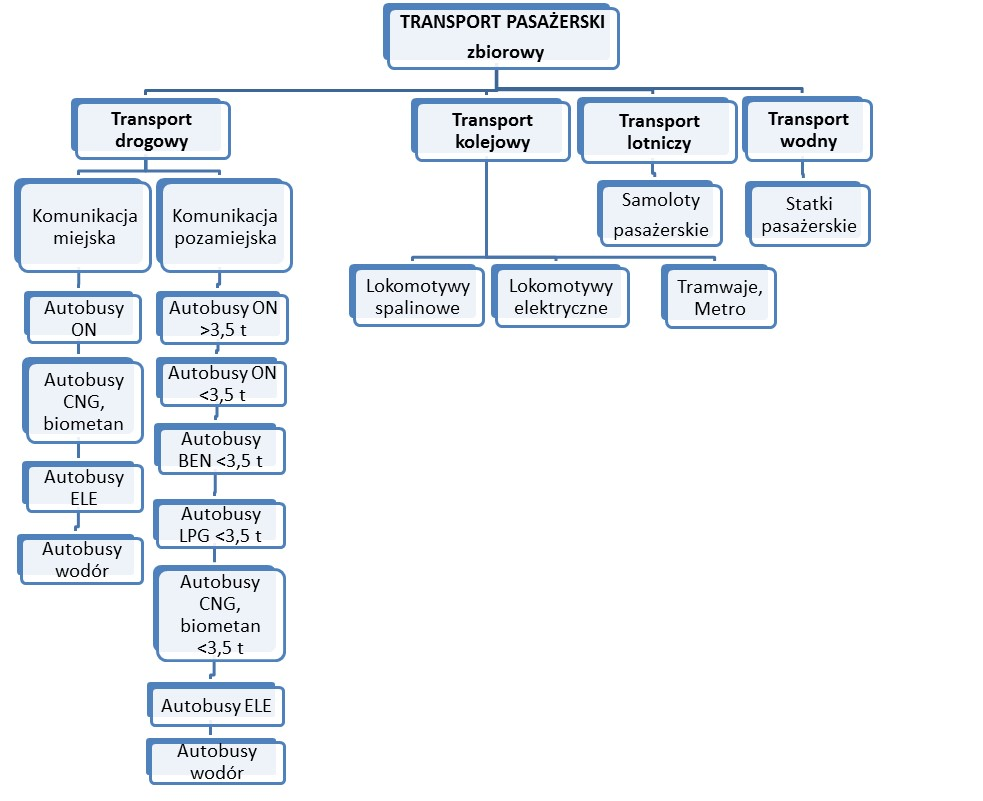 TRANSPORT PASAŻERSKI
zbiorowy
Transport
drogowy
Transport
kolejowy
Transport
lotniczy
Transport
wodny
Komunikacja
miejska
Komunikacja
pozamiejska
Samoloty
pasażerskie
Statki
pasażerskie
Lokomotywy
spalinowe
Lokomotywy
elektryczne
Tramwaje,
Metro
Autobusy
ON
Autobusy
CNG,
biometan
Autobusy
ELE
Autobusy
wodór
Autobusy ON
>3,5 t
Autobusy ON
<3,5 t
Autobusy
BEN <3,5 t
Autobusy
LPG <3,5 t
Autobusy
CNG,
biometan
<3,5 t
Autobusy ELE
Autobusy
wodór